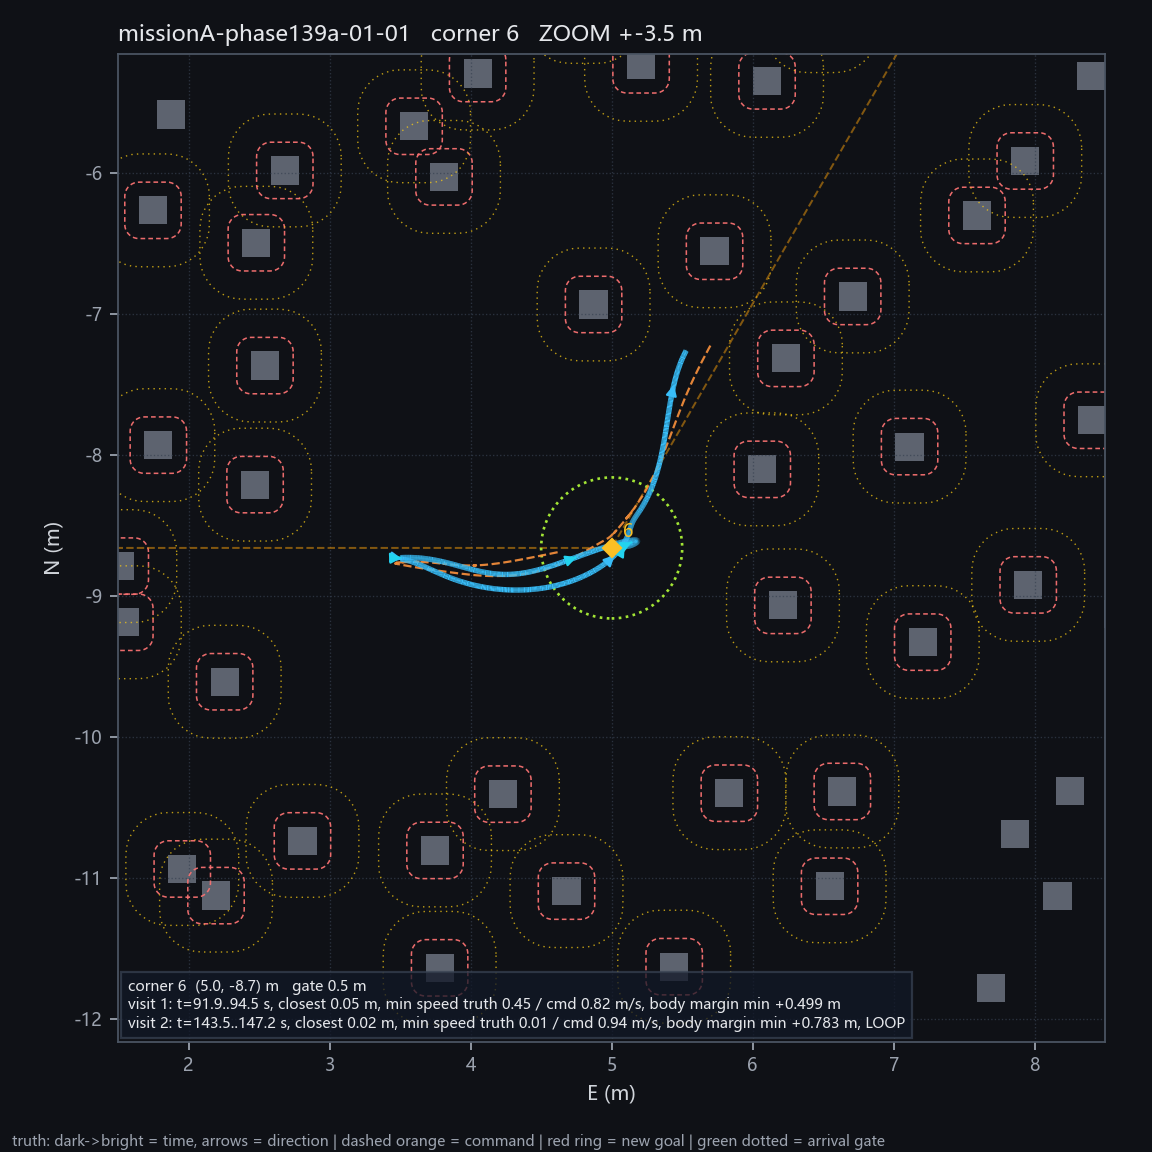 missionA-phase139a-01-01   corner 6   ZOOM +-3.5 m
-6
-7
-8
-9
-10
-11
-12
N (m)
6
corner 6  (5.0, -8.7) m   gate 0.5 m
visit 1: t=91.9..94.5 s, closest 0.05 m, min speed truth 0.45 / cmd 0.82 m/s, body margin min +0.499 m
visit 2: t=143.5..147.2 s, closest 0.02 m, min speed truth 0.01 / cmd 0.94 m/s, body margin min +0.783 m, LOOP
2 3 4 5 6 7 8
E (m)
truth: dark->bright = time, arrows = direction | dashed orange = command | red ring = new goal | green dotted = arrival gate